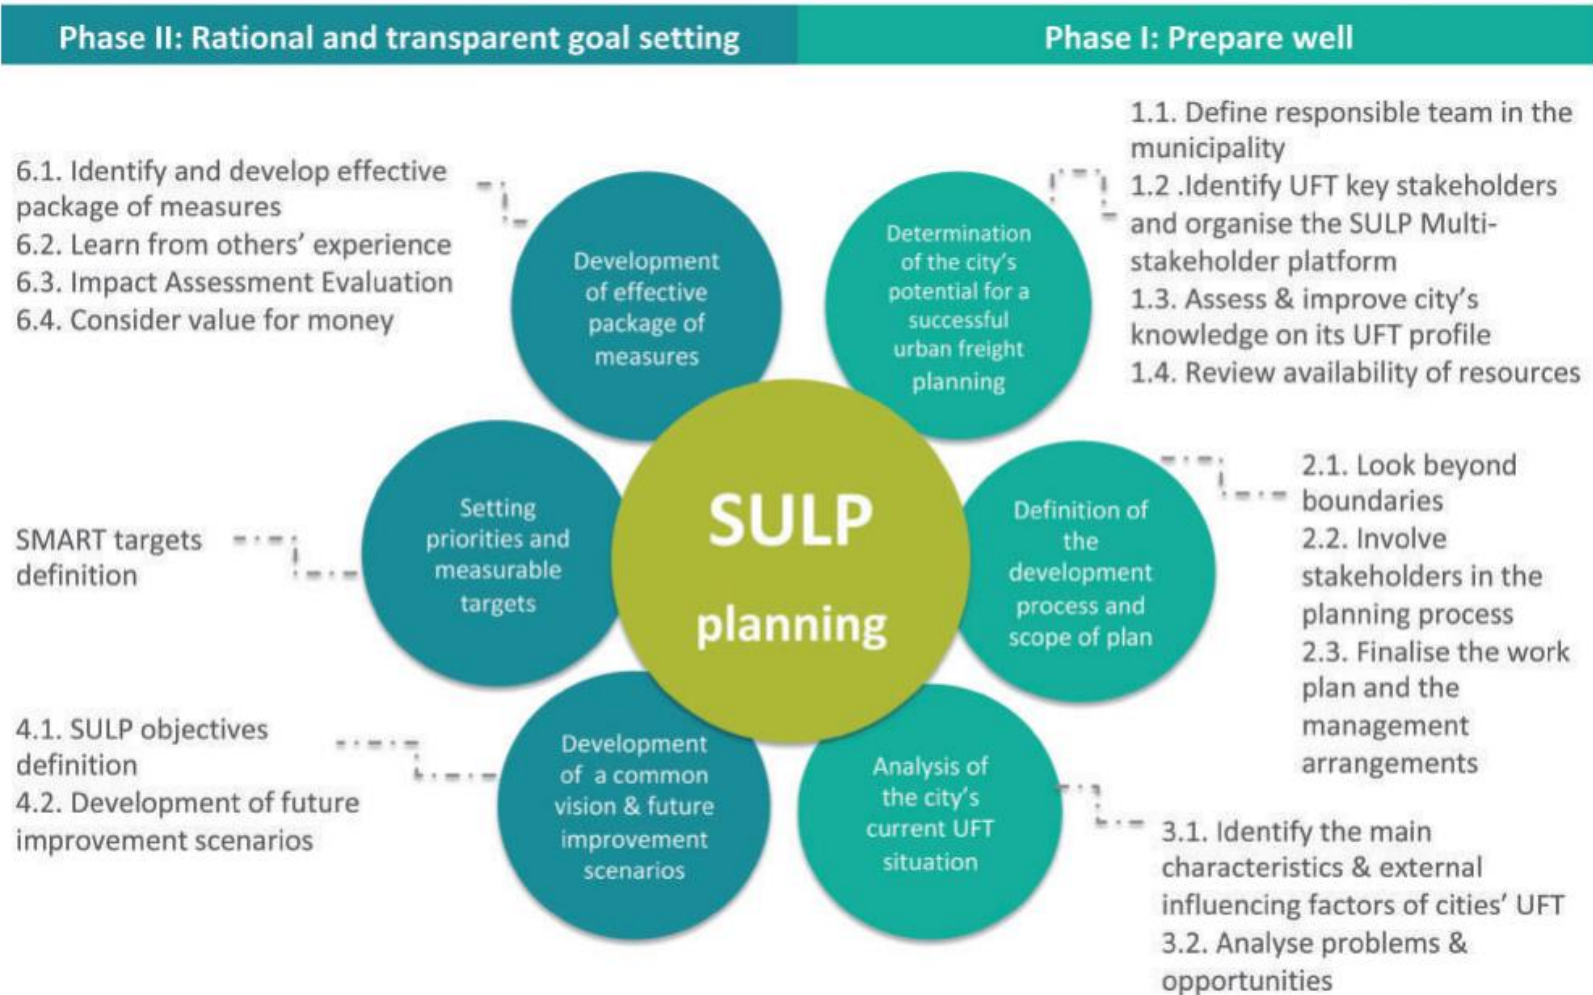 Phase II: Rational and transparent goal setting
Phase I: Prepare well
6.1. Identify and develop effective
package of measures
6.2. Learn from others’ experience
6.3. Impact Assessment Evaluation
6.4. Consider value for money
Development
of effective
package of
measures
Determination
of the city’s
potential for a
successful
urban freight
planning
1.1. Define responsible team in the
municipality
1.2 .Identify UFT key stakeholders
and organise the SULP Multi-
stakeholder platform
1.3. Assess & improve city’s
knowledge on its UFT profile
1.4. Review availability of resources
SMART targets
definition
Setting
priorities and
measurable
targets
SULP
planning
Definition of
the
development
process and
scope of plan
2.1. Look beyond
boundaries
2.2. Involve
stakeholders in the
planning process
2.3. Finalise the work
plan and the
management
arrangements
4.1. SULP objectives
definition
4.2. Development of future
improvement scenarios
Development
of a common
vision & future
improvement
scenarios
Analysis of
the city’s
current UFT
situation
3.1. Identify the main
characteristics & external
influencing factors of cities’ UFT
3.2. Analyse problems &
opportunities